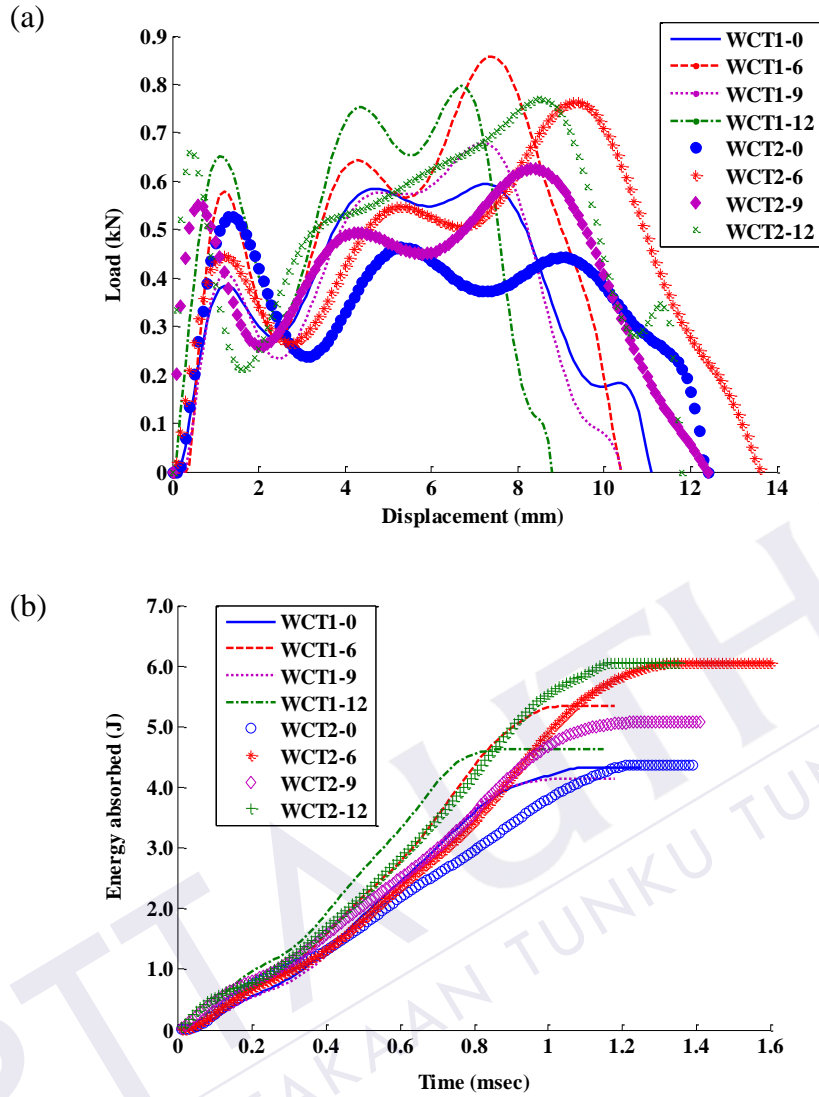 (a)
0.9
0.8
0.7
0.6
0.5
0.4
0.3
0.2
0.1
0
Load (kN)
0 2 4 6 8 10 12 14
Displacement (mm)
WCT1-0
WCT1-6
WCT1-9
WCT1-12
WCT2-0
WCT2-6
WCT2-9
WCT2-12
(b)
7.0
6.0
5.0
4.0
3.0
2.0
1.0
0
Energy absorbed (J)
0 0.2 0.4 0.6 0.8 1 1.2 1.4 1.6
Time (msec)
WCT1-0
WCT1-6
WCT1-9
WCT1-12
WCT2-0
WCT2-6
WCT2-9
WCT2-12
PTTA UTH
TAKAAN TUNKU TUN